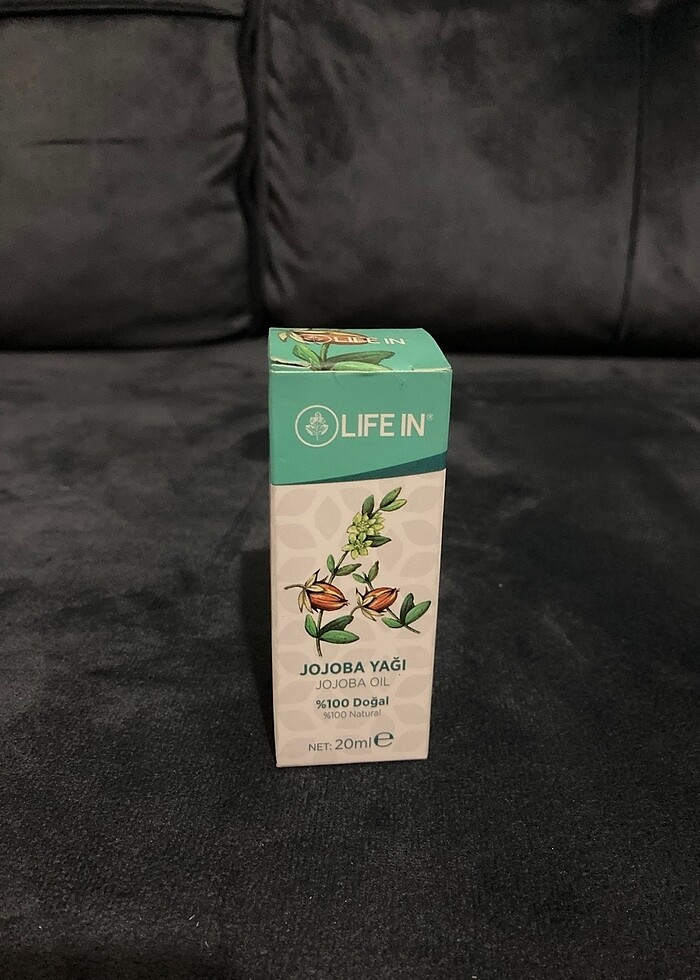 LIFE IN
LIFE IN®
JOJOBA YAĞI
JOJOBA OIL
%100 Doğal
%100 Natural
NET: 20ml℮